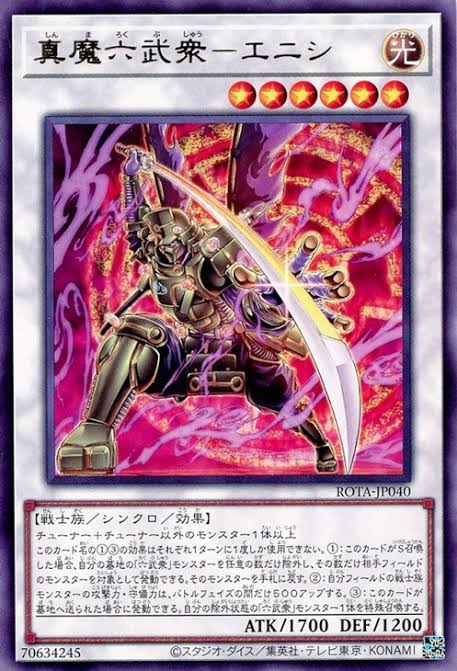 真魔六武衆－エニシ
光
ROTA-JP040
【戦士族／シンクロ／効果】
チューナー＋チューナー以外のモンスター1体以上
このカード名の①③の効果はそれぞれ1ターンに1度しか使用できない。①：このカードがS召喚
した場合、自分の墓地の「六武衆」モンスターを任意の数だけ除外し、その数だけ相手フィールド
のモンスターを対象として発動できる。そのモンスターを手札に戻す。②：自分フィールドの戦士族
モンスターの攻撃力・守備力は、バトルフェイズの間だけ500アップする。③：このカードが
墓地へ送られた場合に発動できる。自分の除外状態の「六武衆」モンスター1体を特殊召喚する。
ATK/1700 DEF/1200
70634245
©スタジオ・ダイス／集英社・テレビ東京・KONAMI